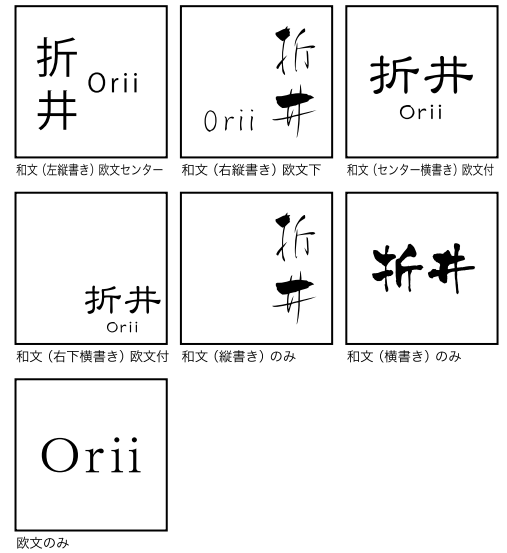 折井
Orii
和文（左縦書き）欧文センター
折井
Orii
和文（右縦書き）欧文下
折井
Orii
和文（センター横書き）欧文付
折井
Orii
和文（右下横書き）欧文付
折井
和文（縦書き）のみ
折井
和文（横書き）のみ
Orii
欧文のみ